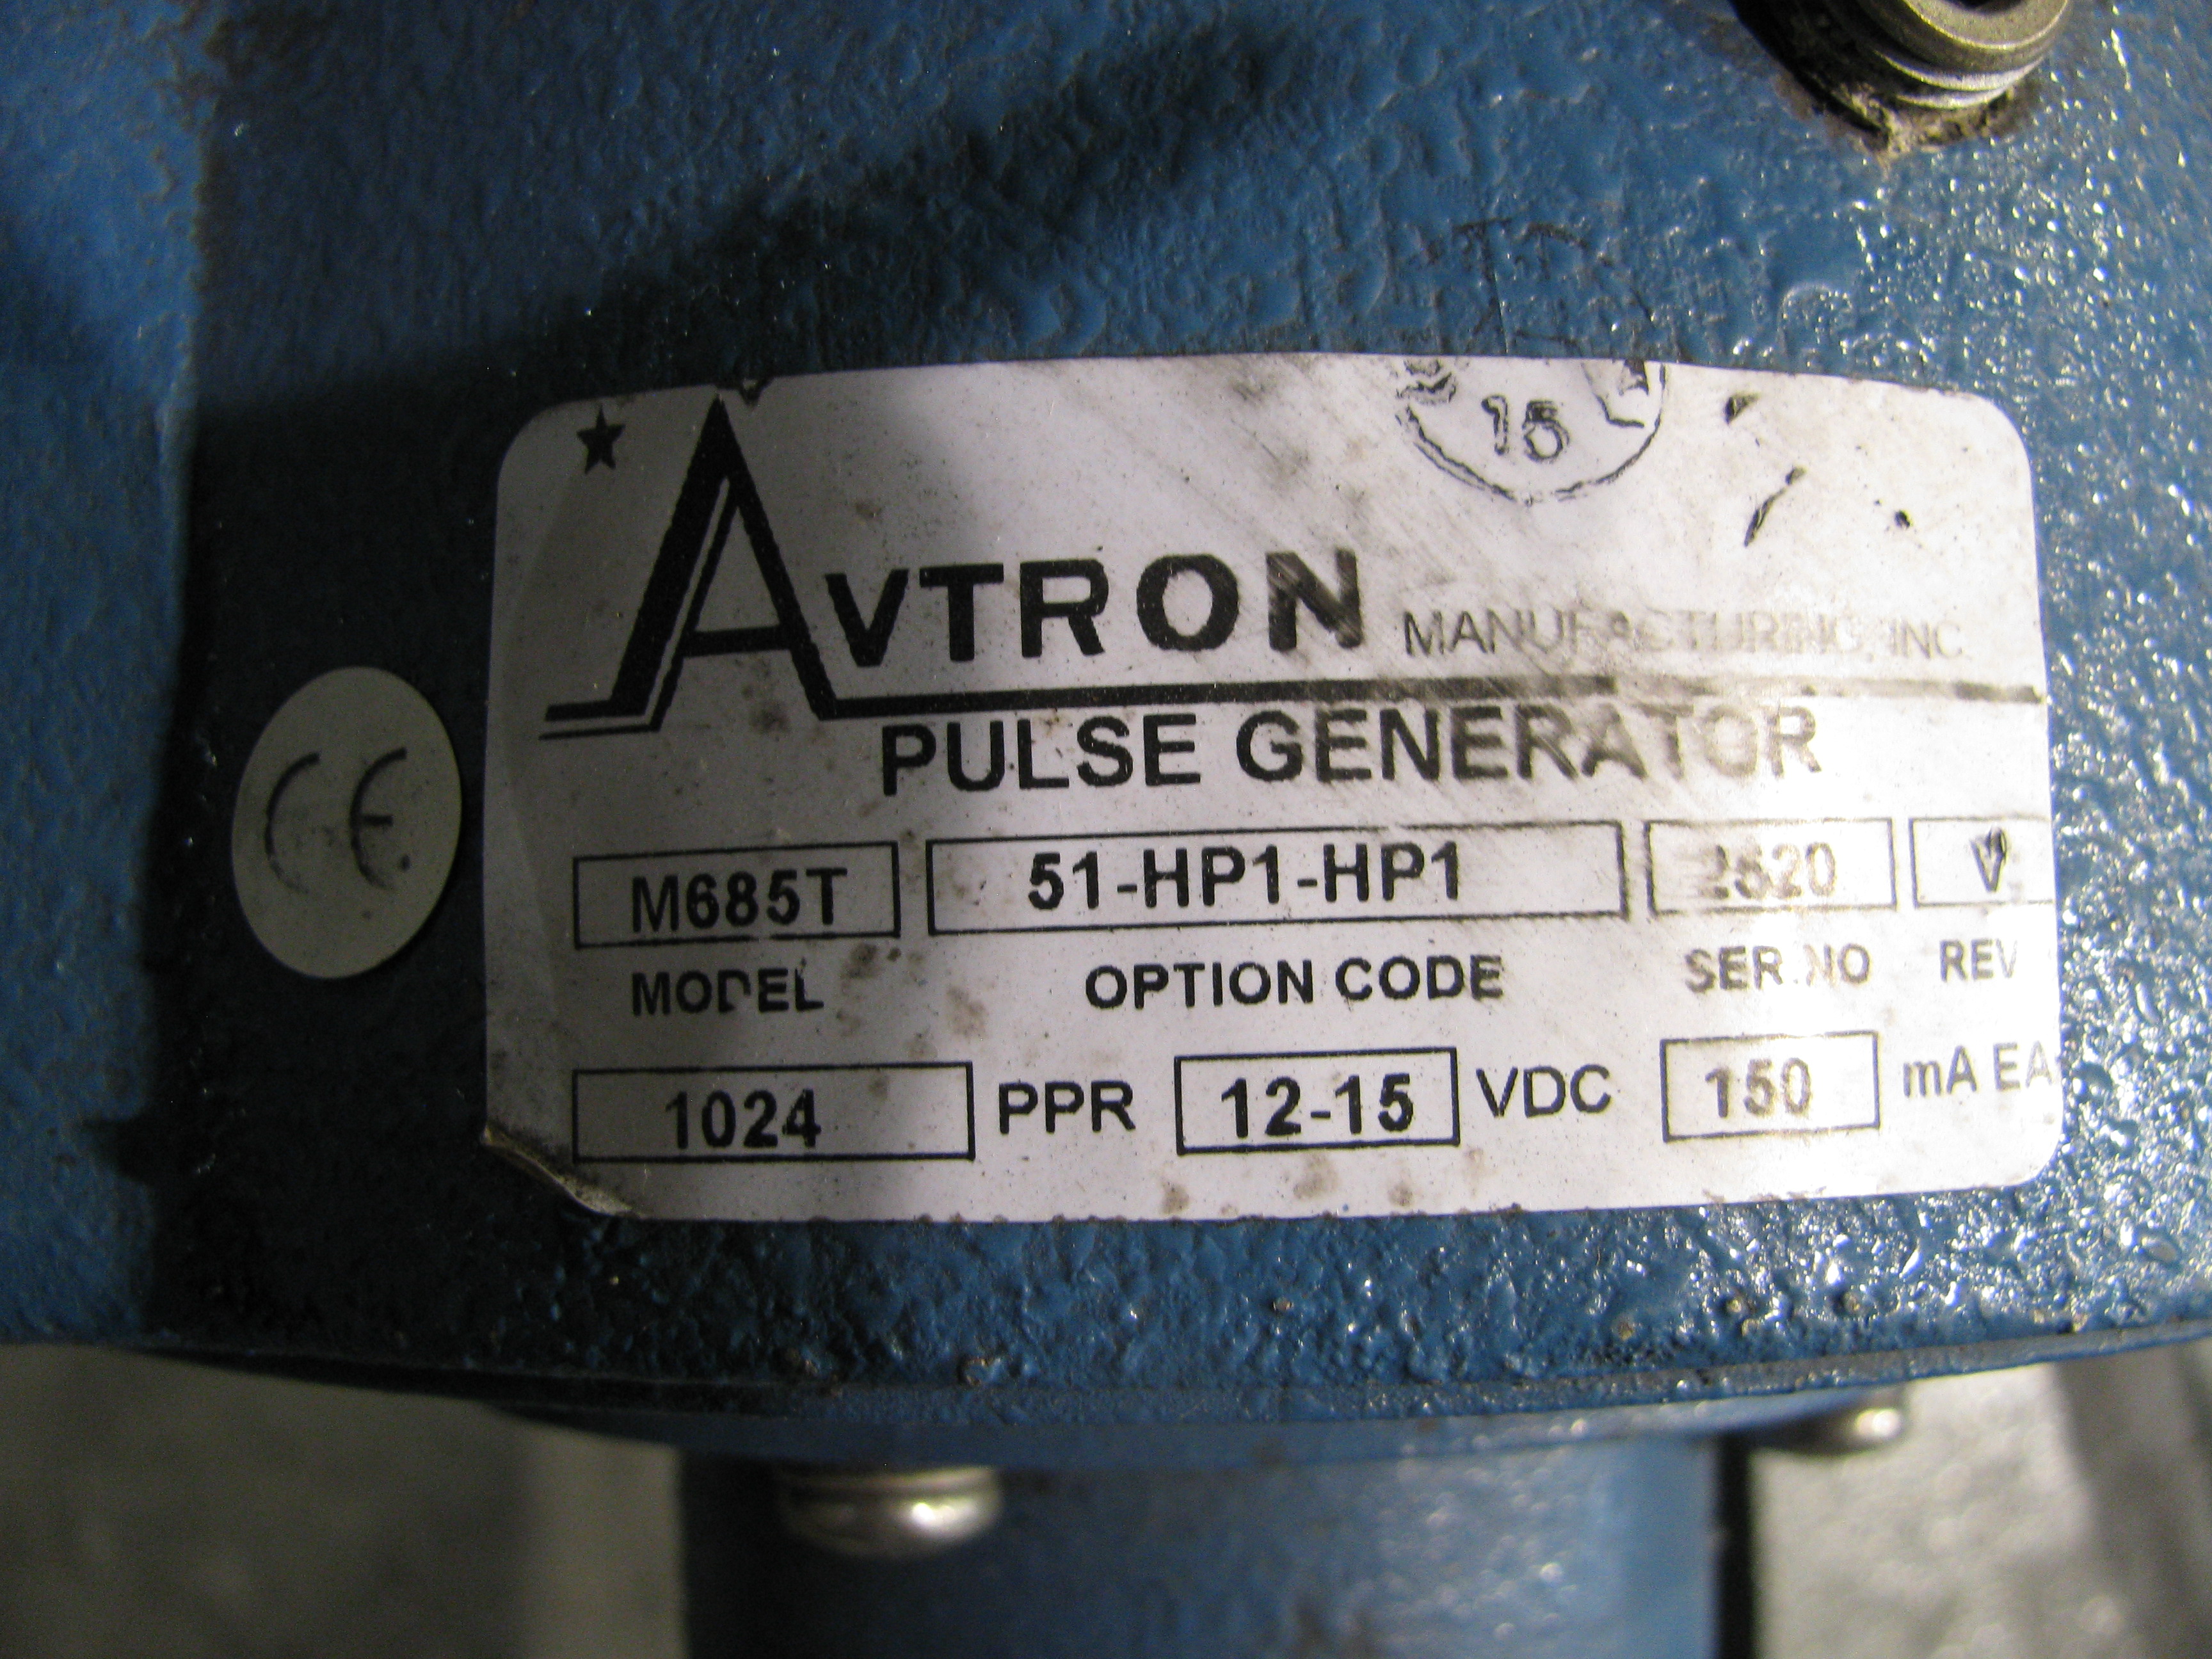 15
AVTRON MANUFACTURING, INC.
PULSE GENERATOR
CE
M685T 51-HP1-HP1 V
MODEL OPTION CODE SER. NO REV
1024 PPR 12-15 VDC 150 mA EA